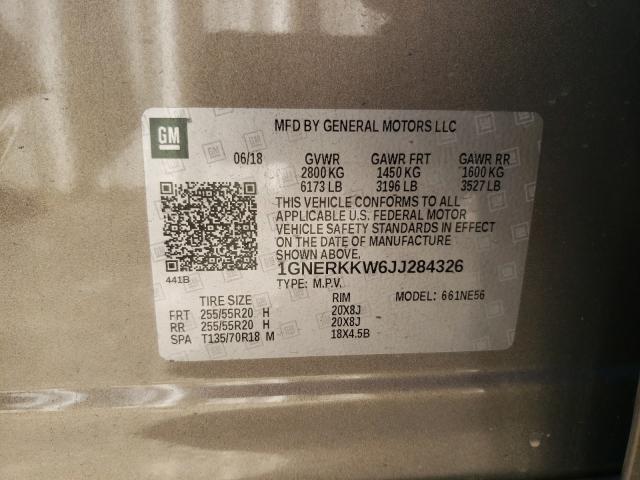 GM
MFD BY GENERAL MOTORS LLC
06/18 GVWR GAWR FRT GAWR RR
2800 KG 1450 KG 1600 KG
6173 LB 3196 LB 3527 LB
THIS VEHICLE CONFORMS TO ALL
APPLICABLE U.S. FEDERAL MOTOR
VEHICLE SAFETY STANDARDS IN EFFECT
ON THE DATE OF MANUFACTURE
SHOWN ABOVE.
441B
1GNERKKW6JJ284326
TYPE: M.P.V. MODEL: 661NE56
TIRE SIZE RIM
FRT 255/55R20 H 20X8J
RR 255/55R20 H 20X8J
SPA T135/70R18 M 18X4.5B